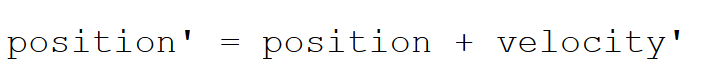 position' = position + velocity'